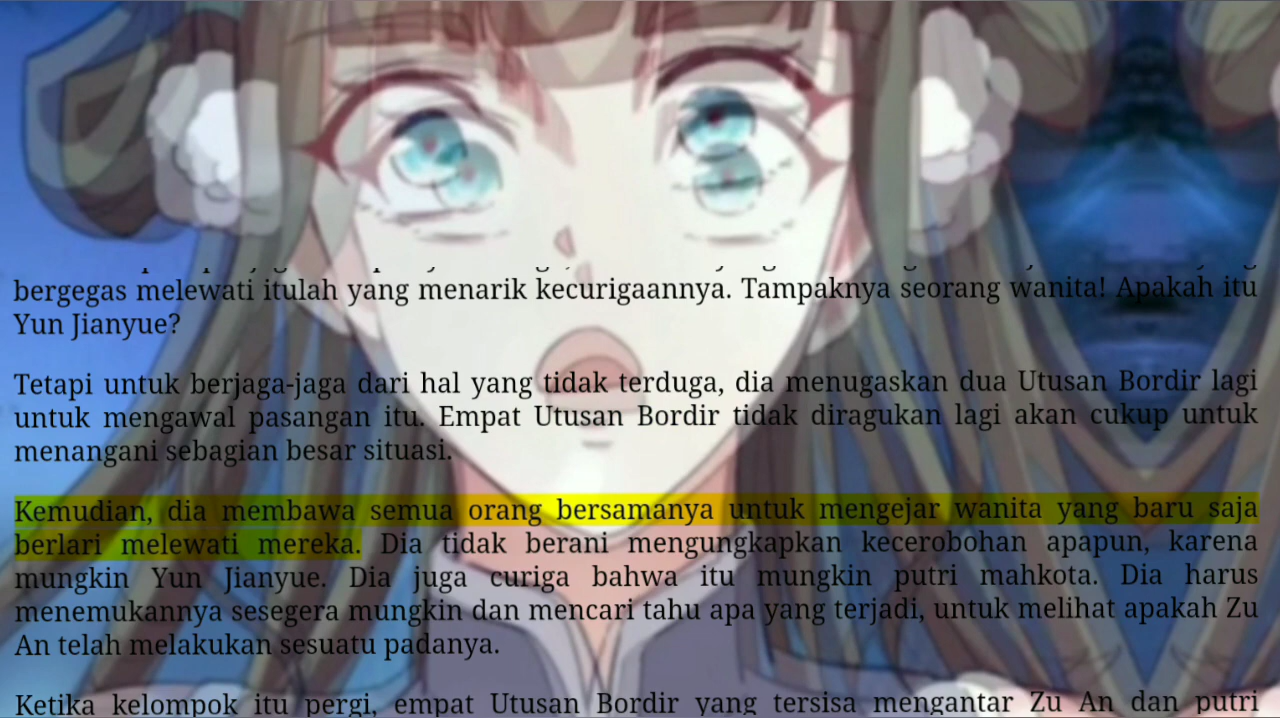 bergegas melewati itulah yang menarik kecurigaannya. Tampaknya seorang wanita! Apakah itu
Yun Jianyue?
Tetapi untuk berjaga-jaga dari hal yang tidak terduga, dia menugaskan dua Utusan Bordir lagi
untuk mengawal pasangan itu. Empat Utusan Bordir tidak diragukan lagi akan cukup untuk
menangani sebagian besar situasi.
Kemudian, dia membawa semua orang bersamanya untuk mengejar wanita yang baru saja
berlari melewati mereka. Dia tidak berani mengungkapkan kecerobohan apapun, karena
mungkin Yun Jianyue. Dia juga curiga bahwa itu mungkin putri mahkota. Dia harus
menemukannya sesegera mungkin dan mencari tahu apa yang terjadi, untuk melihat apakah Zu
An telah melakukan sesuatu padanya.
Ketika kelompok itu pergi, empat Utusan Bordir yang tersisa mengantar Zu An dan putri